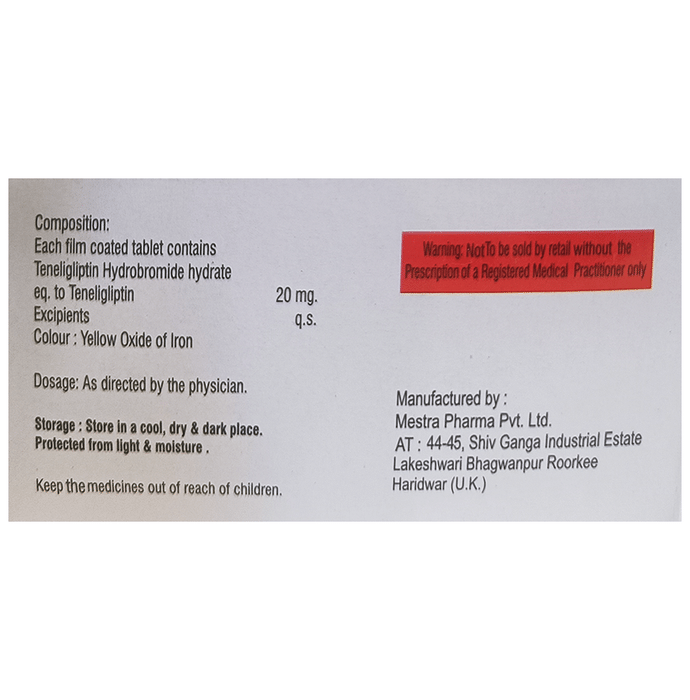 Composition:
Each film coated tablet contains
Teneligliptin Hydrobromide hydrate
eq. to Teneligliptin 20 mg.
Excipients q.s.
Colour : Yellow Oxide of Iron
Dosage: As directed by the physician.
Storage : Store in a cool, dry & dark place.
Protected from light & moisture .
Keep the medicines out of reach of children.
Warning: Not To be sold by retail without the
Prescription of a Registered Medical Practitioner only
Manufactured by :
Mestra Pharma Pvt. Ltd.
AT : 44-45, Shiv Ganga Industrial Estate
Lakeshwari Bhagwanpur Roorkee
Haridwar (U.K.)